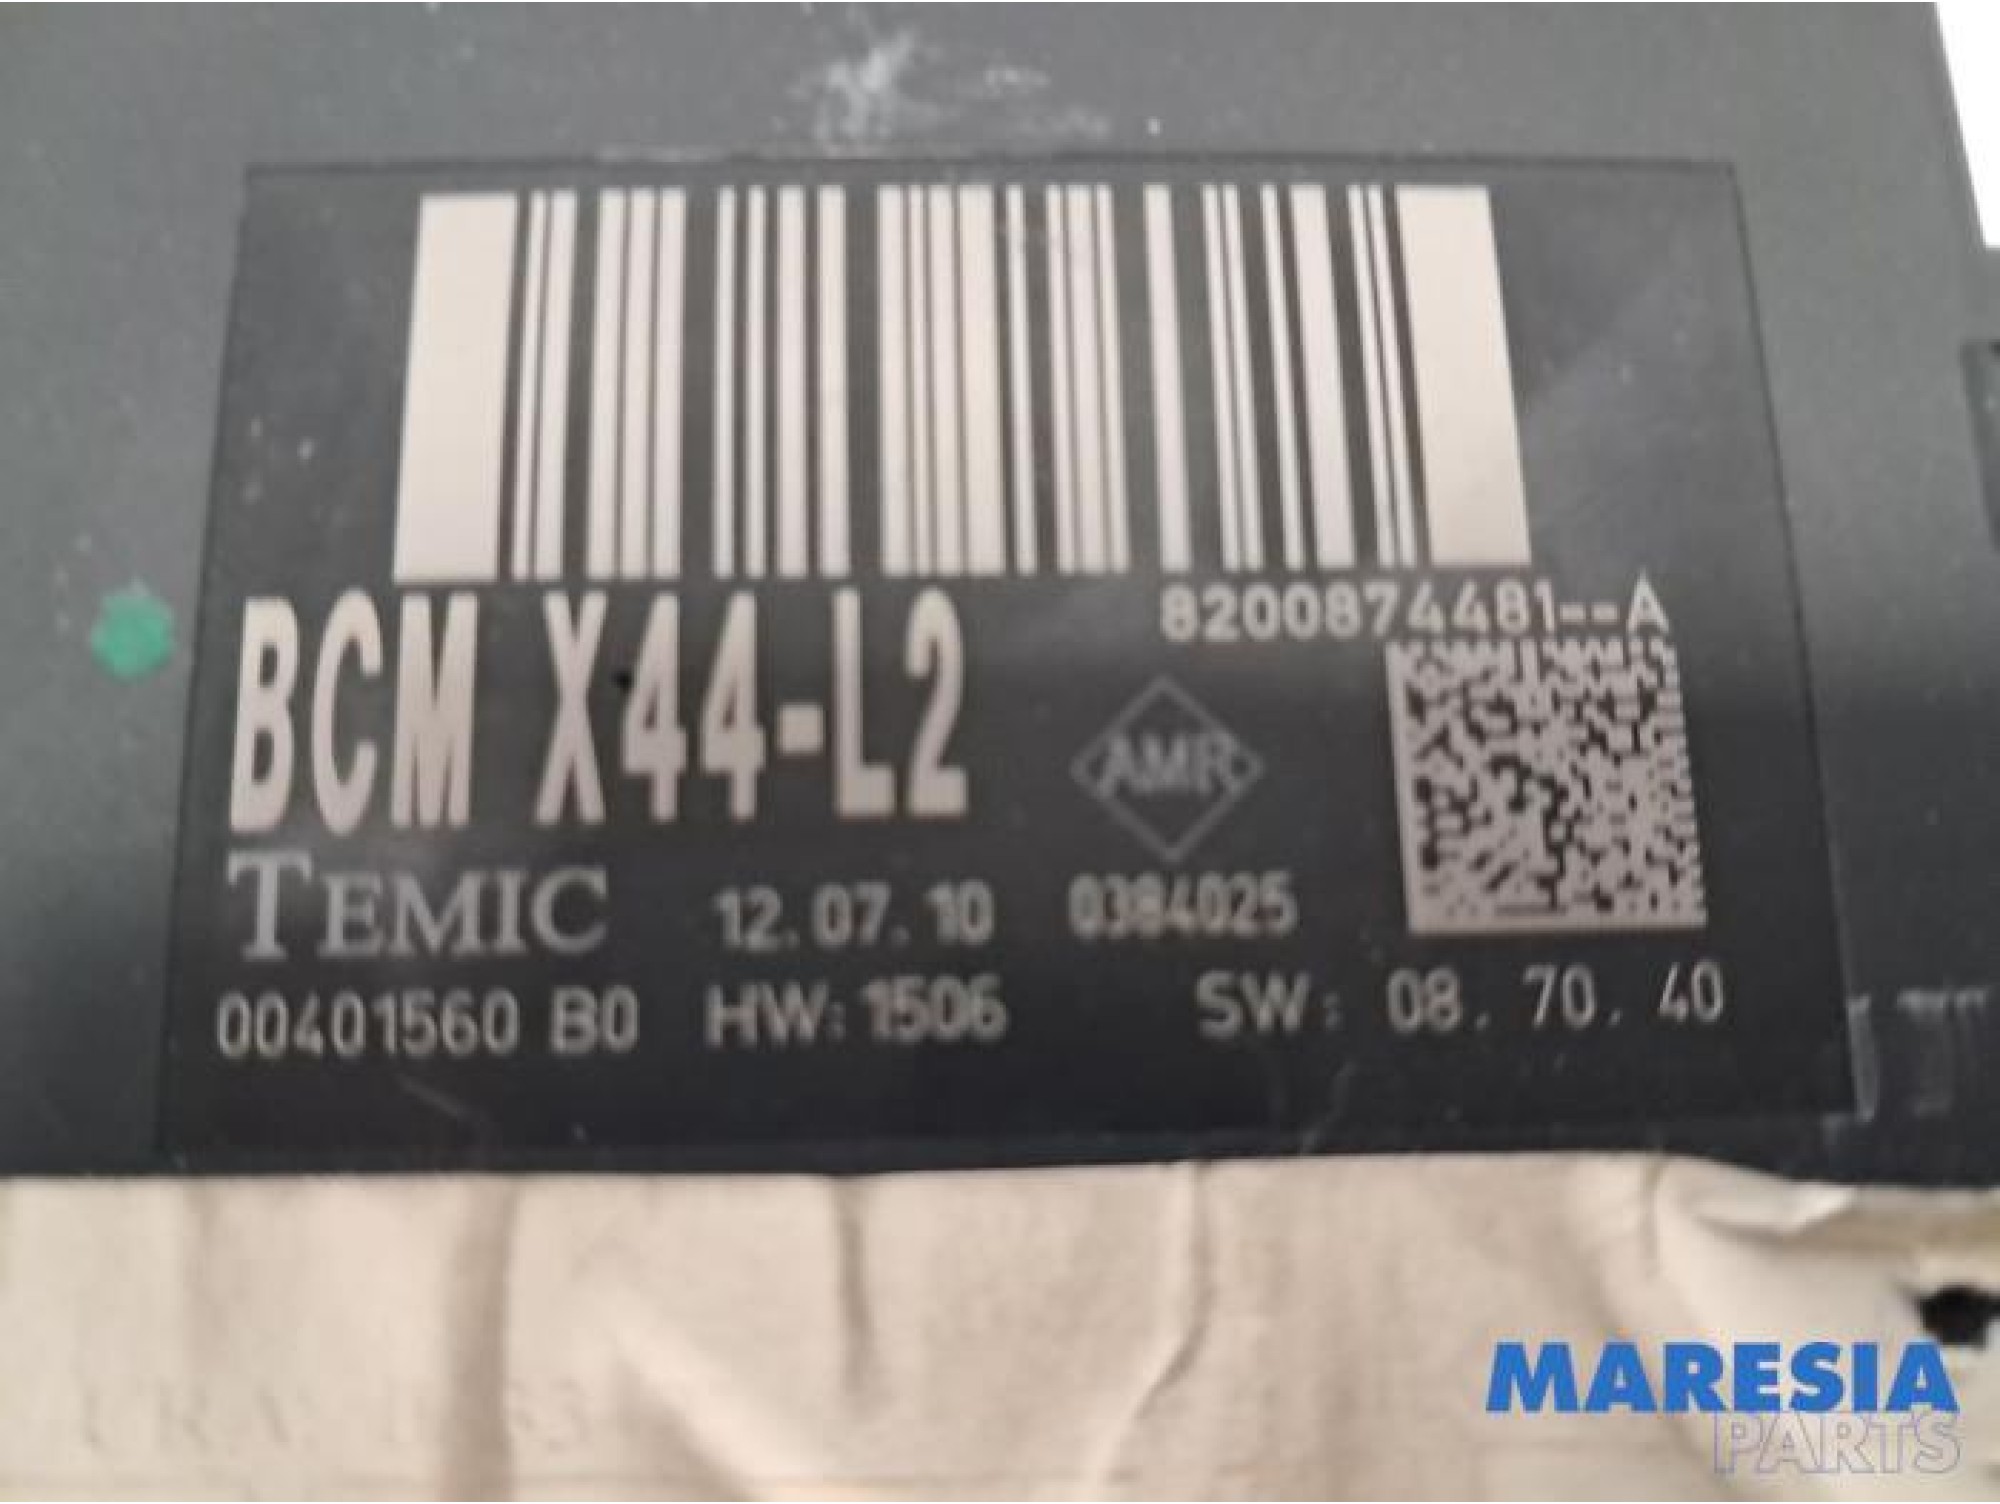 8200874481--A
BCM X44-L2
AMR
TEMIC 12.07.10 0384025
00401560 B0 HW:1506 SW: 08.70.40
MARESIA
PARTS